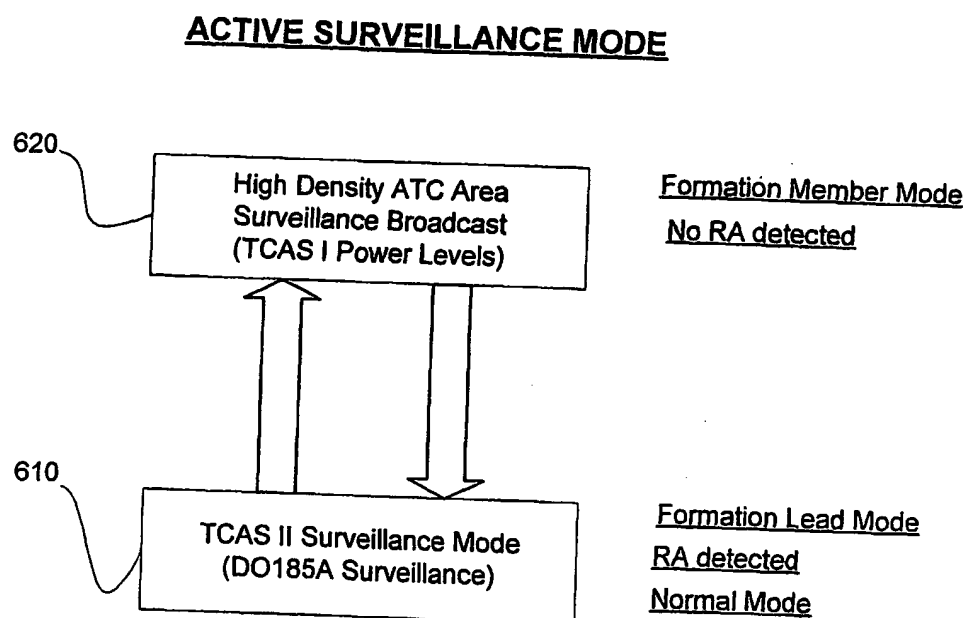 ACTIVE SURVEILLANCE MODE
620
High Density ATC Area
Surveillance Broadcast
(TCAS I Power Levels)
Formation Member Mode
No RA detected
610
TCAS II Surveillance Mode
(DO185A Surveillance)
Formation Lead Mode
RA detected
Normal Mode